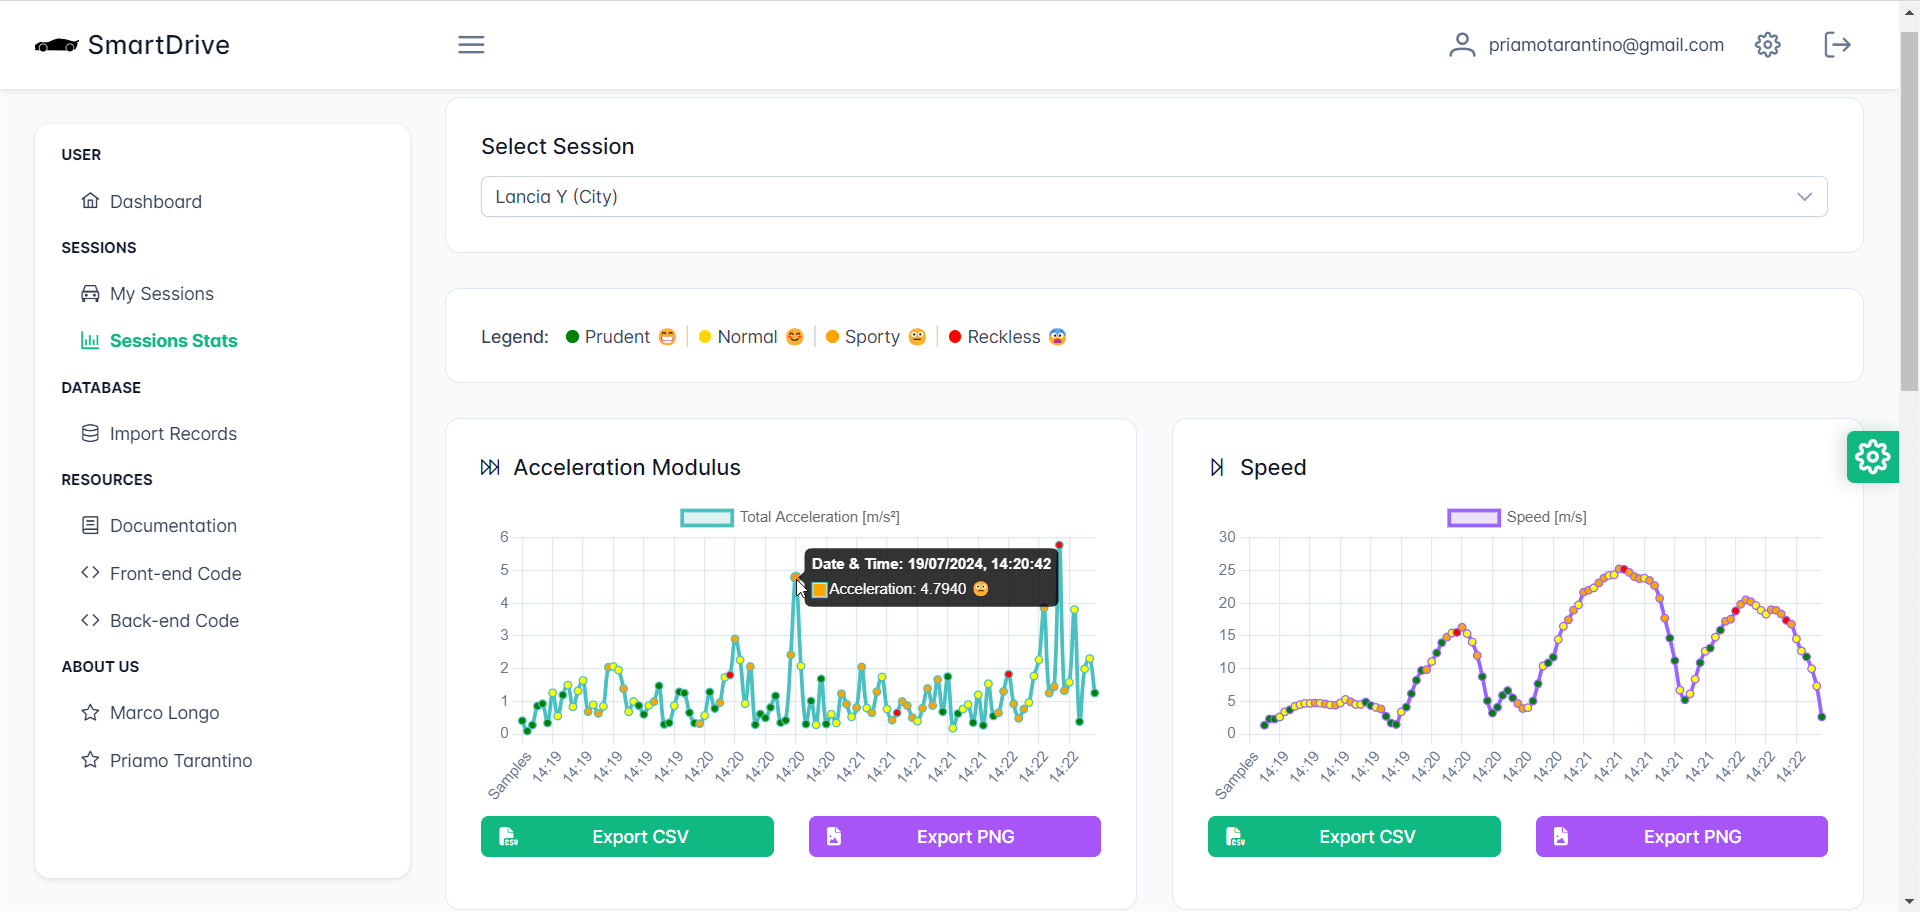 SmartDrive
priamotarantino@gmail.com
USER
Dashboard
SESSIONS
My Sessions
Sessions Stats
DATABASE
Import Records
RESOURCES
Documentation
Front-end Code
Back-end Code
ABOUT US
Marco Longo
Priamo Tarantino
Select Session
Lancia Y (City)
Legend: Prudent 😁 | Normal 😊 | Sporty 😐 | Reckless 😨
Acceleration Modulus
Total Acceleration [m/s²]
6
5
4
3
2
1
0
Date & Time: 19/07/2024, 14:20:42
Acceleration: 4.7940 😐
Samples 14:19 14:19 14:19 14:19 14:19 14:20 14:20 14:20 14:20 14:20 14:21 14:21 14:21 14:21 14:21 14:22 14:22 14:22
CSV Export CSV
Export PNG
Speed
Speed [m/s]
30
25
20
15
10
5
0
Samples 14:19 14:19 14:19 14:19 14:19 14:20 14:20 14:20 14:20 14:20 14:21 14:21 14:21 14:21 14:21 14:22 14:22 14:22
CSV Export CSV
Export PNG